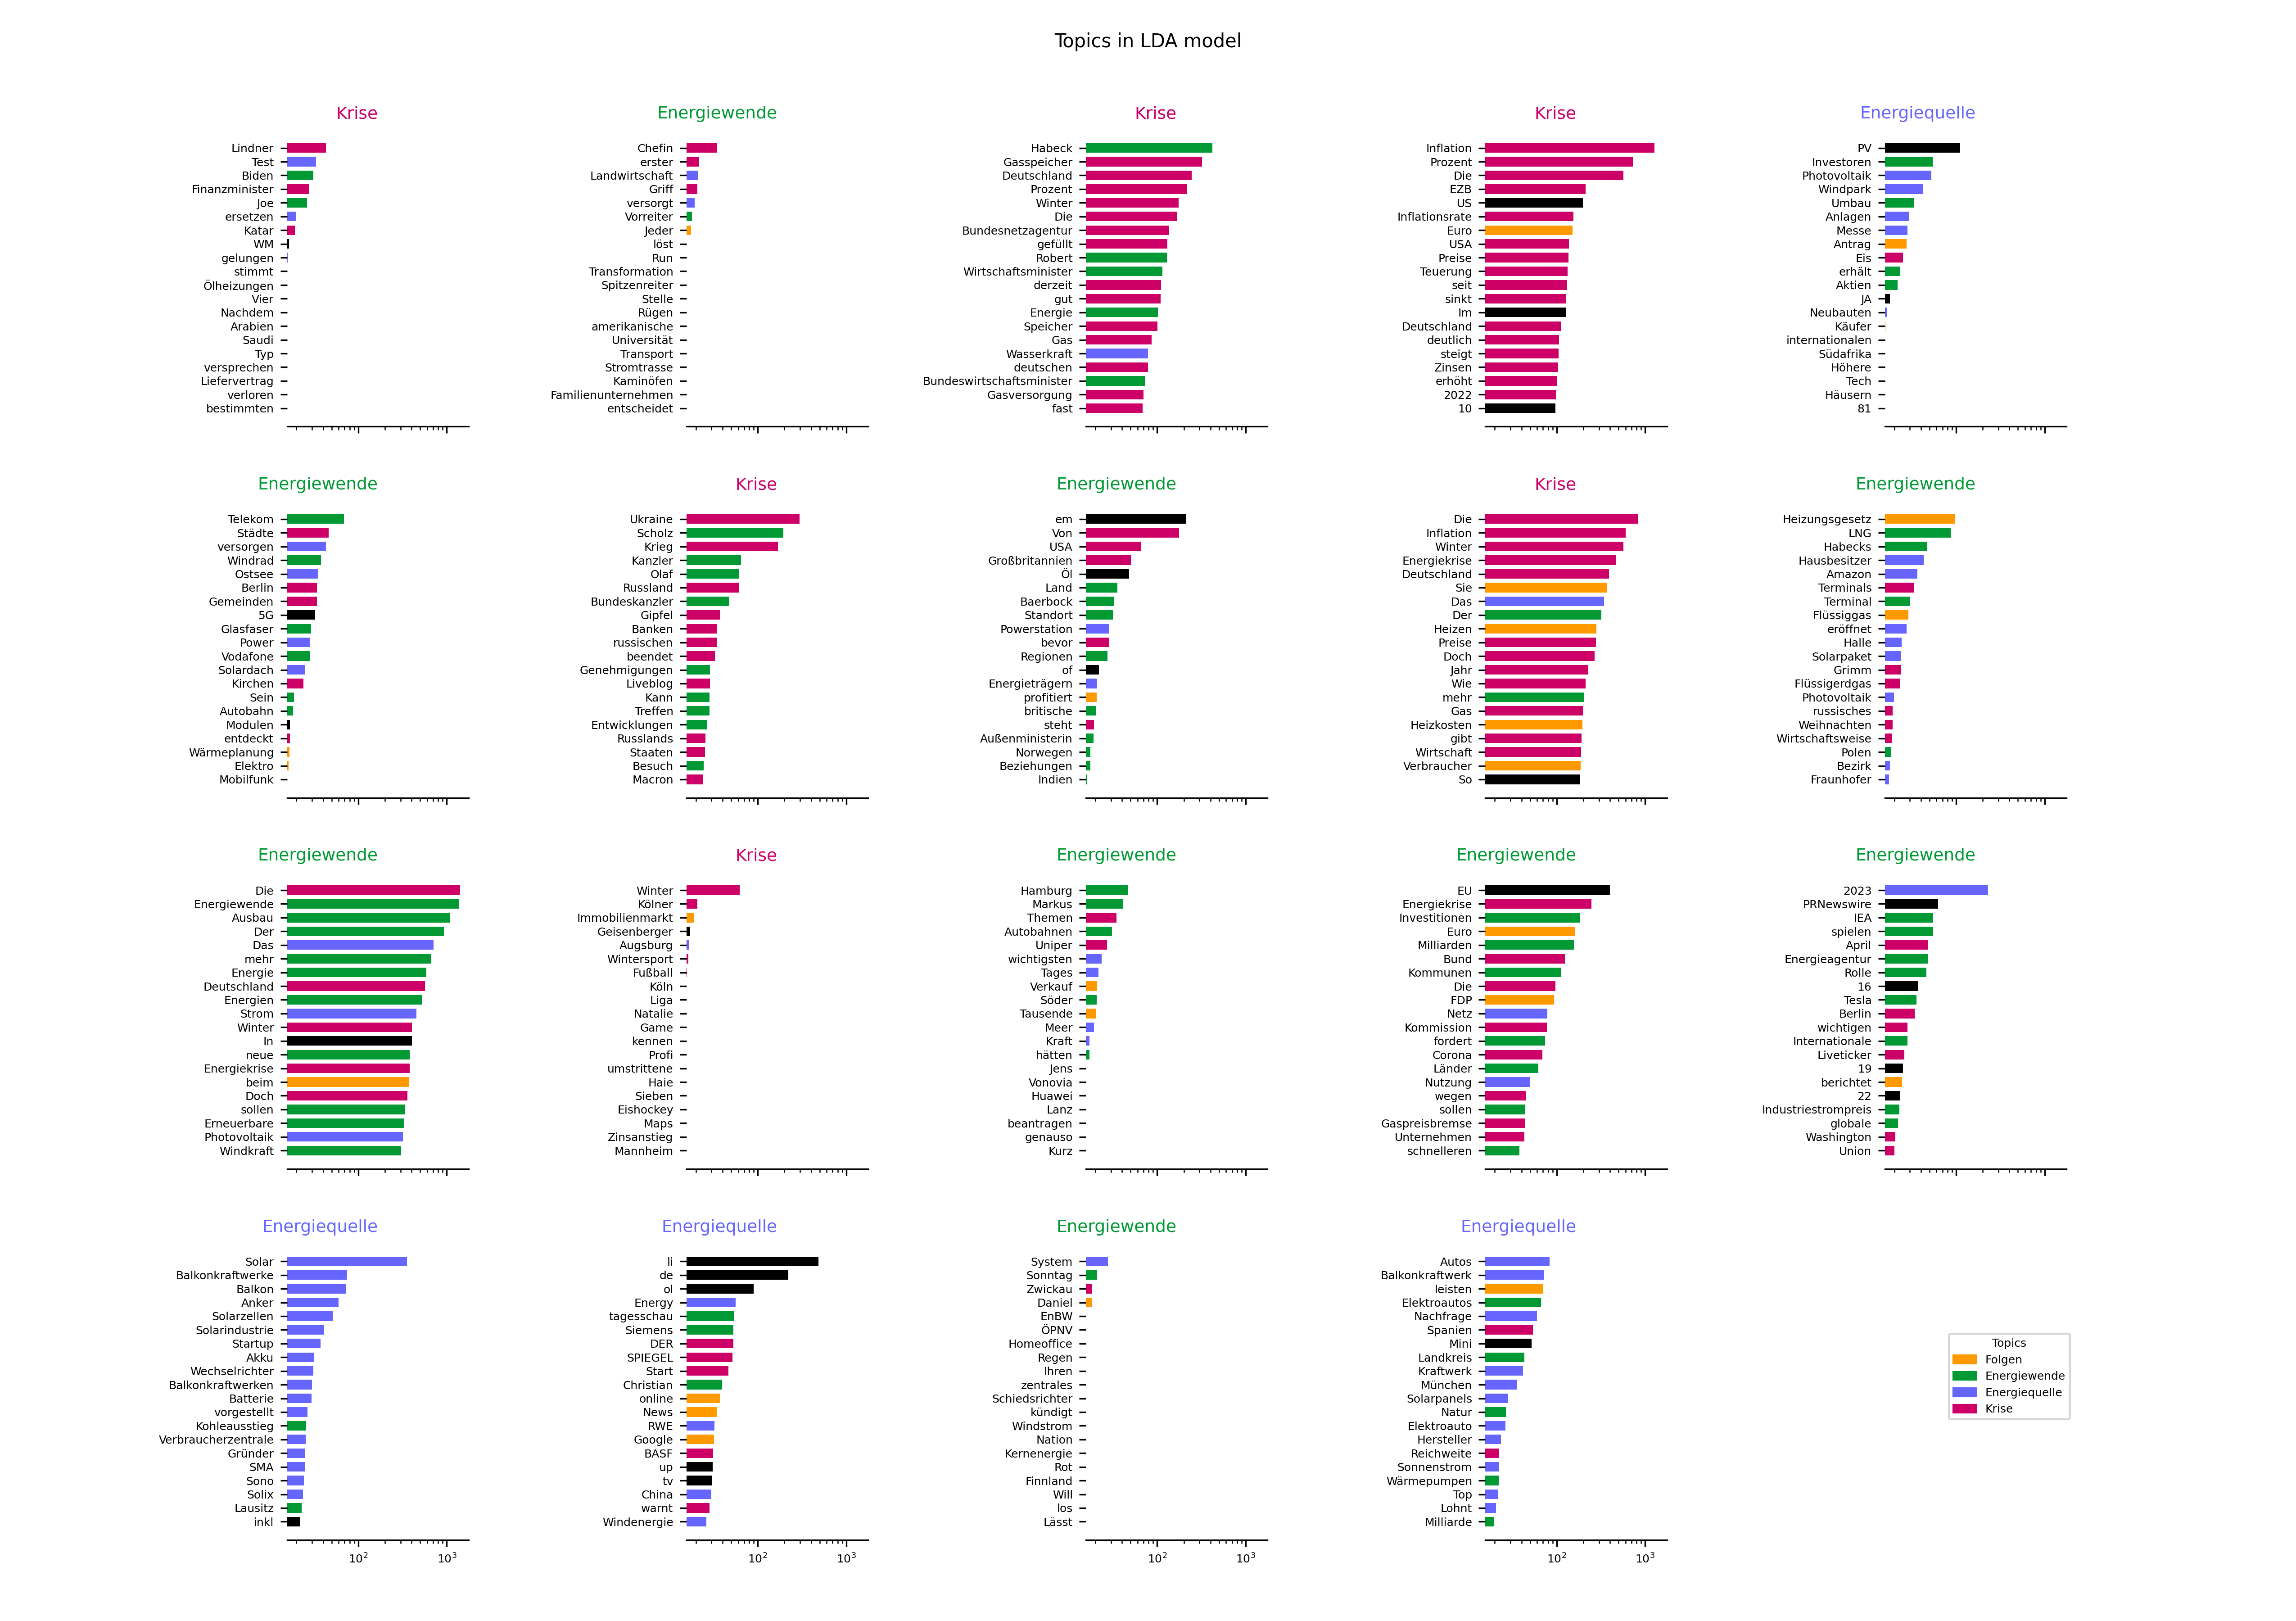 Topics in LDA model
Krise
Lindner
Test
Biden
Finanzminister
Joe
ersetzen
Katar
WM
gelungen
stimmt
Ölheizungen
Vier
Nachdem
Arabien
Saudi
Typ
versprechen
Liefervertrag
verloren
bestimmten
Energiewende
Chefin
erster
Landwirtschaft
Griff
versorgt
Vorreiter
Jeder
löst
Run
Transformation
Spitzenreiter
Stelle
Rügen
amerikanische
Universität
Transport
Stromtrasse
Kaminöfen
Familienunternehmen
entscheidet
Krise
Habeck
Gasspeicher
Deutschland
Prozent
Winter
Die
Bundesnetzagentur
gefüllt
Robert
Wirtschaftsminister
derzeit
gut
Energie
Speicher
Gas
Wasserkraft
deutschen
Bundeswirtschaftsminister
Gasversorgung
fast
Krise
Inflation
Prozent
Die
EZB
US
Inflationsrate
Euro
USA
Preise
Teuerung
seit
sinkt
Im
Deutschland
deutlich
steigt
Zinsen
erhöht
2022
10
Energiequelle
PV
Investoren
Photovoltaik
Windpark
Umbau
Anlagen
Messe
Antrag
Eis
erhält
Aktien
JA
Neubauten
Käufer
internationalen
Südafrika
Höhere
Tech
Häusern
81
Energiewende
Telekom
Städte
versorgen
Windrad
Ostsee
Berlin
Gemeinden
5G
Glasfaser
Power
Vodafone
Solardach
Kirchen
Sein
Autobahn
Modulen
entdeckt
Wärmeplanung
Elektro
Mobilfunk
Krise
Ukraine
Scholz
Krieg
Kanzler
Olaf
Russland
Bundeskanzler
Gipfel
Banken
russischen
beendet
Genehmigungen
Liveblog
Kann
Treffen
Entwicklungen
Russlands
Staaten
Besuch
Macron
Energiewende
em
Von
USA
Großbritannien
Öl
Land
Baerbock
Standort
Powerstation
bevor
Regionen
of
Energieträgern
profitiert
britische
steht
Außenministerin
Norwegen
Beziehungen
Indien
Krise
Die
Inflation
Winter
Energiekrise
Deutschland
Sie
Das
Der
Heizen
Preise
Doch
Jahr
Wie
mehr
Gas
Heizkosten
gibt
Wirtschaft
Verbraucher
So
Energiewende
Heizungsgesetz
LNG
Habecks
Hausbesitzer
Amazon
Terminals
Terminal
Flüssiggas
eröffnet
Halle
Solarpaket
Grimm
Flüssigerdgas
Photovoltaik
russisches
Weihnachten
Wirtschaftsweise
Polen
Bezirk
Fraunhofer
Energiewende
Die
Energiewende
Ausbau
Der
Das
mehr
Energie
Deutschland
Energien
Strom
Winter
In
neue
Energiekrise
beim
Doch
sollen
Erneuerbare
Photovoltaik
Windkraft
Krise
Winter
Kölner
Immobilienmarkt
Geisenberger
Augsburg
Wintersport
Fußball
Köln
Liga
Natalie
Game
kennen
Profi
umstrittene
Haie
Sieben
Eishockey
Maps
Zinsanstieg
Mannheim
Energiewende
Hamburg
Markus
Themen
Autobahnen
Uniper
wichtigsten
Tages
Verkauf
Söder
Tausende
Meer
Kraft
hätten
Jens
Vonovia
Huawei
Lanz
beantragen
genauso
Kurz
Energiewende
EU
Energiekrise
Investitionen
Euro
Milliarden
Bund
Kommunen
Die
FDP
Netz
Kommission
fordert
Corona
Länder
Nutzung
wegen
sollen
Gaspreisbremse
Unternehmen
schnelleren
Energiewende
2023
PRNewswire
IEA
spielen
April
Energieagentur
Rolle
16
Tesla
Berlin
wichtigen
Internationale
Liveticker
19
berichtet
22
Industriestrompreis
globale
Washington
Union
Energiequelle
Solar
Balkonkraftwerke
Balkon
Anker
Solarzellen
Solarindustrie
Startup
Akku
Wechselrichter
Balkonkraftwerken
Batterie
vorgestellt
Kohleausstieg
Verbraucherzentrale
Gründer
SMA
Sono
Solix
Lausitz
inkl
10² 10³
Energiequelle
li
de
ol
Energy
tagesschau
Siemens
DER
SPIEGEL
Start
Christian
online
News
RWE
Google
BASF
up
tv
China
warnt
Windenergie
10² 10³
Energiewende
System
Sonntag
Zwickau
Daniel
EnBW
ÖPNV
Homeoffice
Regen
Ihren
zentrales
Schiedsrichter
kündigt
Windstrom
Nation
Kernenergie
Rot
Finnland
Will
los
Lässt
10² 10³
Energiequelle
Autos
Balkonkraftwerk
leisten
Elektroautos
Nachfrage
Spanien
Mini
Landkreis
Kraftwerk
München
Solarpanels
Natur
Elektroauto
Hersteller
Reichweite
Sonnenstrom
Wärmepumpen
Top
Lohnt
Milliarde
10² 10³
Topics
Folgen
Energiewende
Energiequelle
Krise